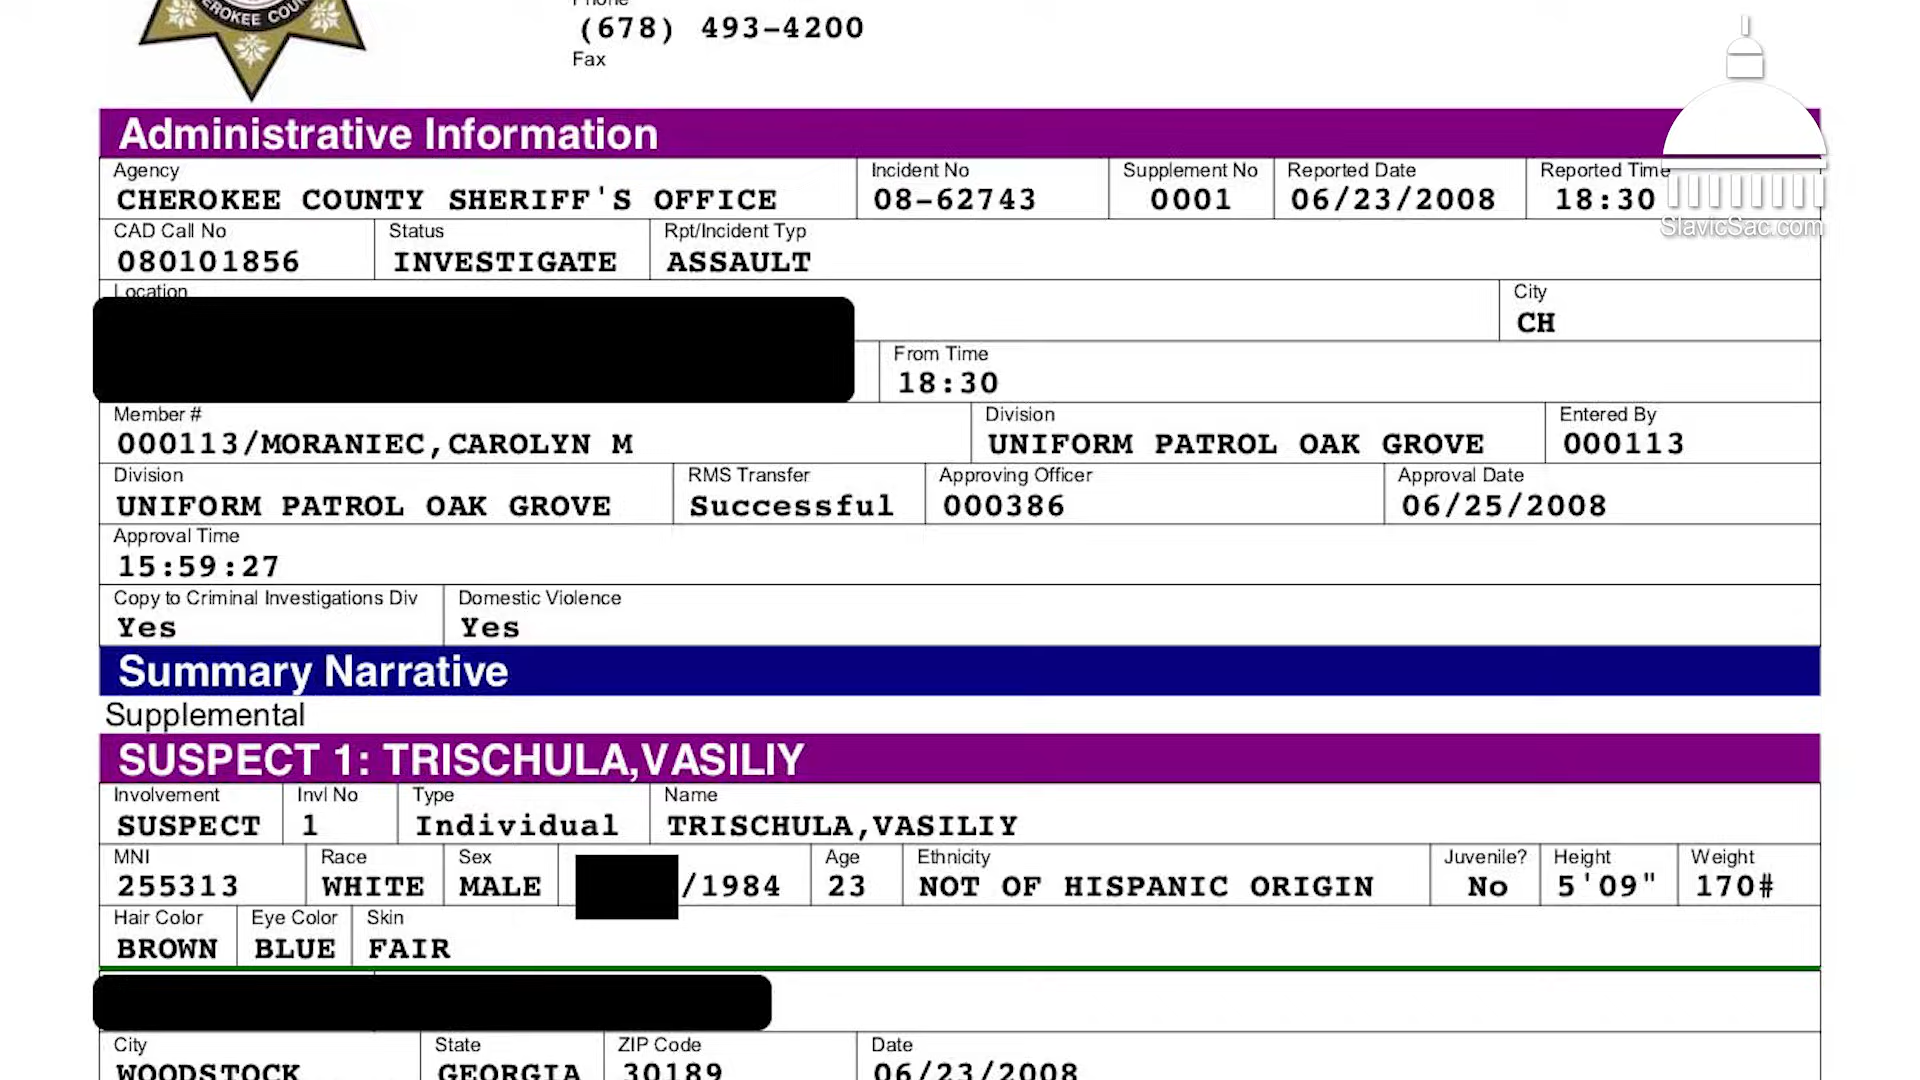 EROKEE COUN
Phone
(678) 493-4200
Fax
Administrative Information
Agency Incident No Supplement No Reported Date Reported Time
CHEROKEE COUNTY SHERIFF'S OFFICE 08-62743 0001 06/23/2008 18:30
SlavicSac.com
CAD Call No Status Rpt/Incident Typ
080101856 INVESTIGATE ASSAULT
Location City
CH
From Time
18:30
Member # Division Entered By
000113/MORANIEC,CAROLYN M UNIFORM PATROL OAK GROVE 000113
Division RMS Transfer Approving Officer Approval Date
UNIFORM PATROL OAK GROVE Successful 000386 06/25/2008
Approval Time
15:59:27
Copy to Criminal Investigations Div Domestic Violence
Yes Yes
Summary Narrative
Supplemental
SUSPECT 1: TRISCHULA,VASILIY
Involvement Invl No Type Name
SUSPECT 1 Individual TRISCHULA,VASILIY
MNI Race Sex Age Ethnicity Juvenile? Height Weight
255313 WHITE MALE /1984 23 NOT OF HISPANIC ORIGIN No 5'09" 170#
Hair Color Eye Color Skin
BROWN BLUE FAIR
City State ZIP Code Date
WOODSTOCK GEORGIA 30189 06/23/2008